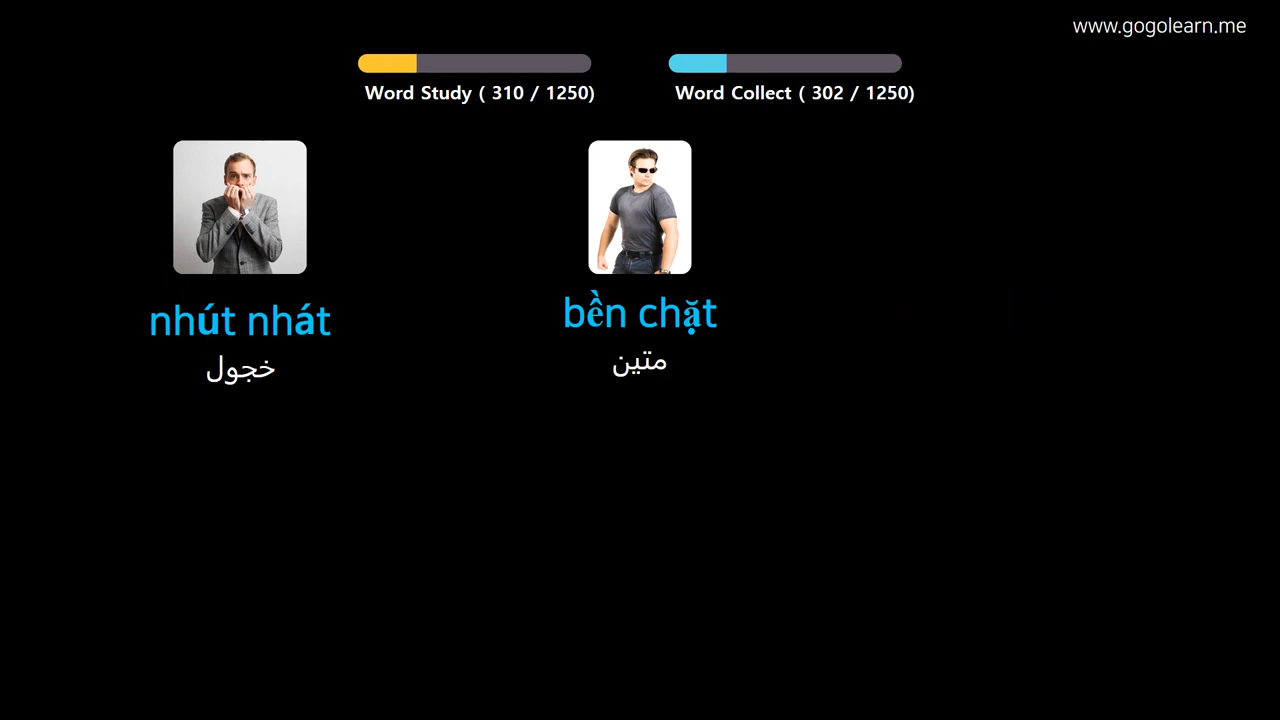 www.gogolearn.me
Word Study ( 310 / 1250)
Word Collect ( 302 / 1250)
nhút nhát
خجول
bền chặt
متين